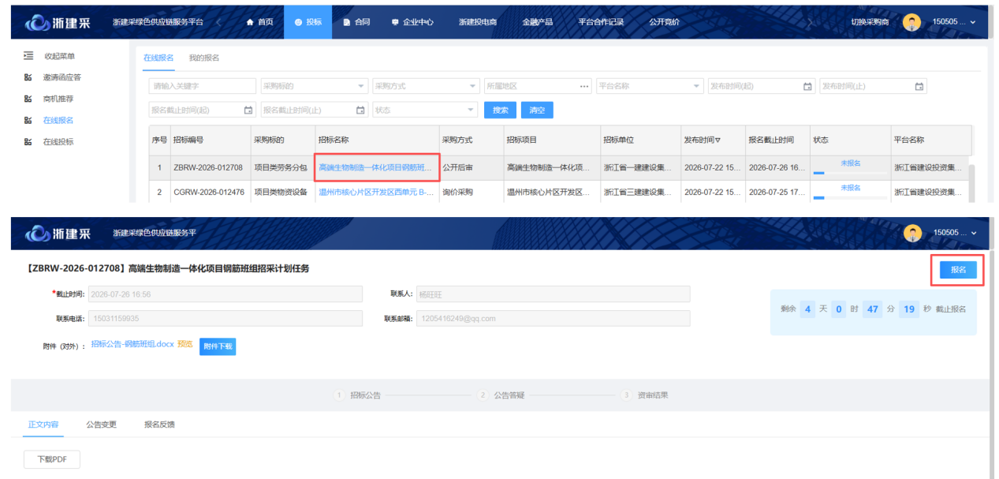 浙建采 浙建采绿色供应链服务平台 首页 投标 合同 企业中心 浙建投电商 金融产品 平台合作记录 公开竞价 切换采购商 150505 ...
收起菜单
邀请函应答
商机推荐
在线报名
在线投标
在线报名 我的报名
请输入关键字 采购标的 采购方式 所属地区 ... 平台名称 发布时间(起) 发布时间(止)
报名截止时间(起) 报名截止时间(止) 状态 搜索 清空
序号 招标编号 采购标的 招标名称 采购方式 招标项目 招标单位 发布时间 报名截止时间 状态 平台名称
1 ZBRW-2026-012708 项目类劳务分包 高端生物制造一体化项目钢筋班... 公开后审 高端生物制造一体化项... 浙江省一建建设集... 2026-07-22 15... 2026-07-26 16... 未报名 浙江省建设投资集...
2 CGRW-2026-012476 项目类物资设备 温州市核心片区开发区西单元 B-... 询价采购 温州市核心片区开发区... 浙江省三建建设集... 2026-07-22 15... 2026-07-25 17... 未报名 浙江省建设投资集...
浙建采 浙建采绿色供应链服务平 150505 ...
【ZBRW-2026-012708】高端生物制造一体化项目钢筋班组招采计划任务 报名
*截止时间: 2026-07-26 16:56 联系人: 杨旺旺
剩余 4 天 0 时 47 分 19 秒 截止报名
联系电话: 15031159935 联系邮箱: 1205416249@qq.com
附件（对外）: 招标公告-钢筋班组.docx 预览 附件下载
1 招标公告 2 公告答疑 3 资审结果
正文内容 公告变更 报名反馈
下载PDF